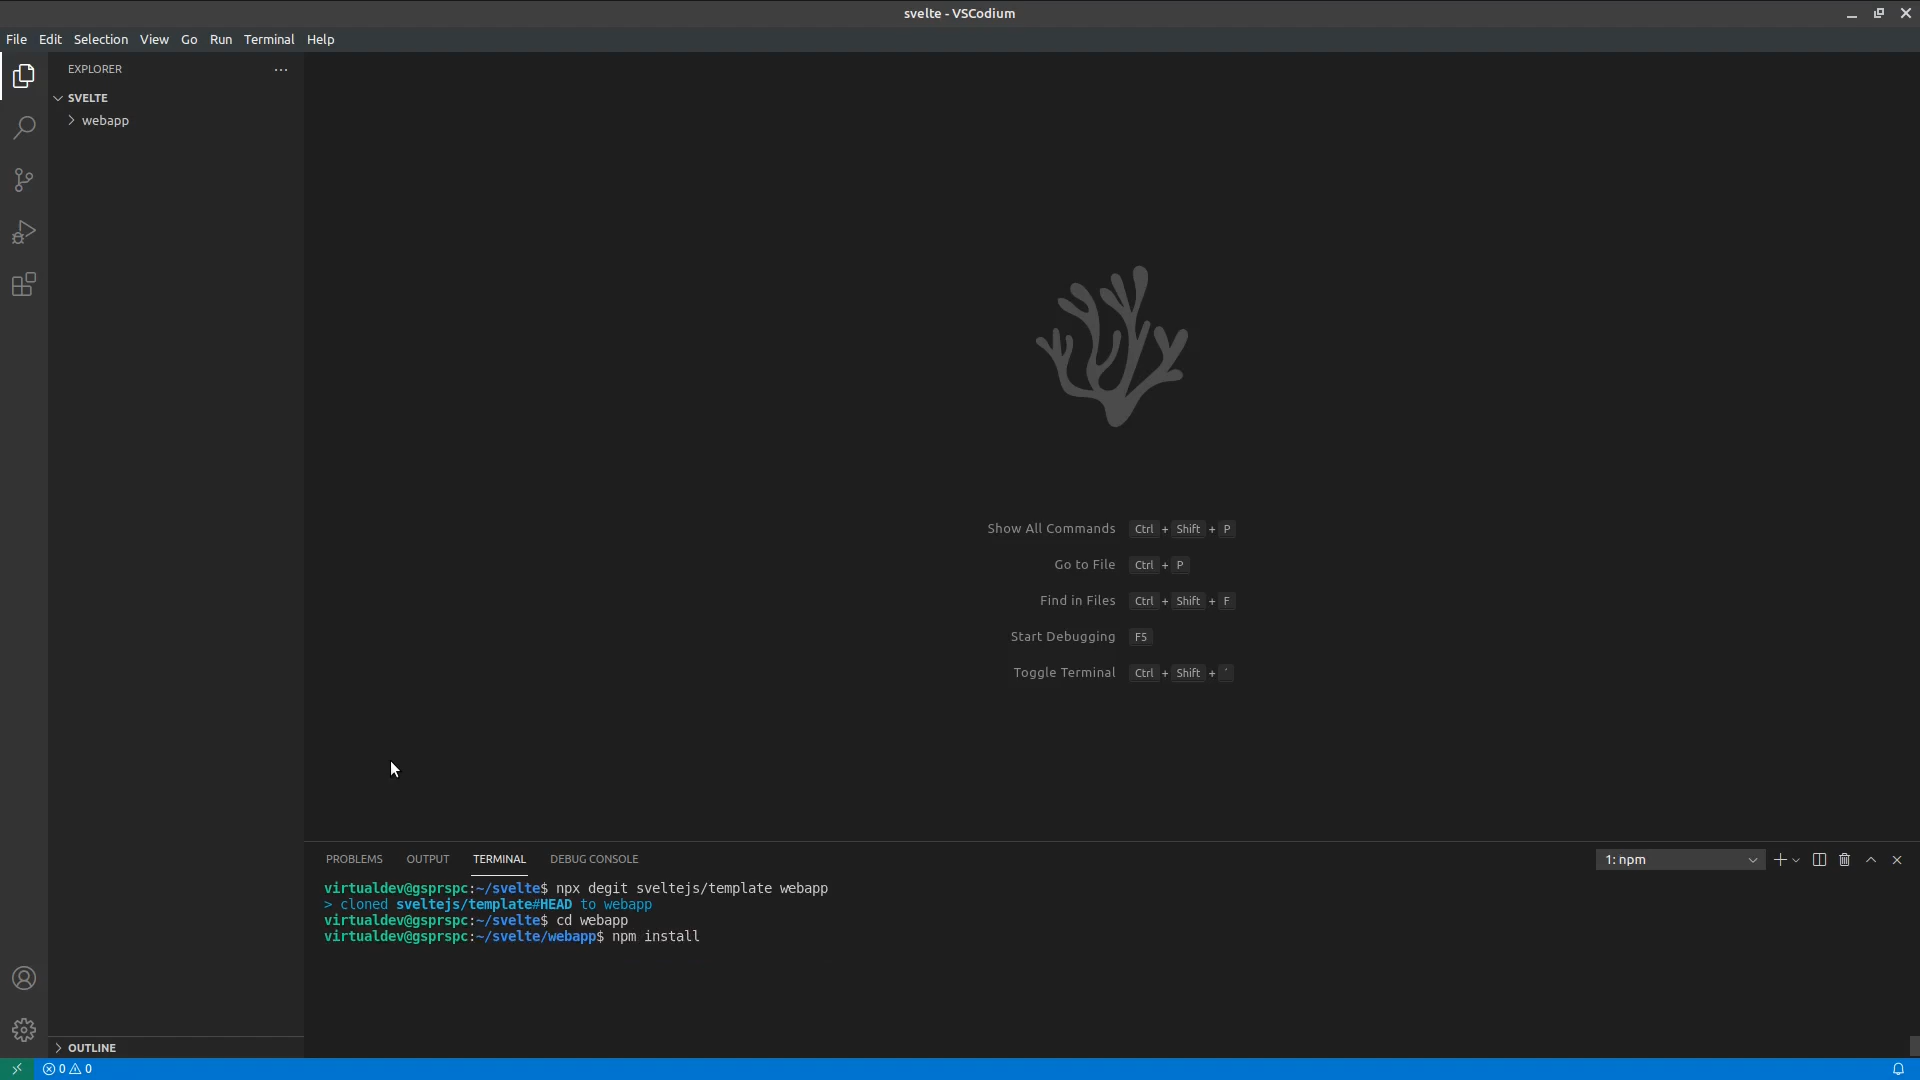 svelte - VSCodium
File Edit Selection View Go Run Terminal Help
EXPLORER
SVELTE
webapp
Show All Commands Ctrl + Shift + P
Go to File Ctrl + P
Find in Files Ctrl + Shift + F
Start Debugging F5
Toggle Terminal Ctrl + Shift + ´
PROBLEMS OUTPUT TERMINAL DEBUG CONSOLE 1: npm
virtualdev@gsprspc:~/svelte$ npx degit sveltejs/template webapp
> cloned sveltejs/template#HEAD to webapp
virtualdev@gsprspc:~/svelte$ cd webapp
virtualdev@gsprspc:~/svelte/webapp$ npm install
OUTLINE
0 0